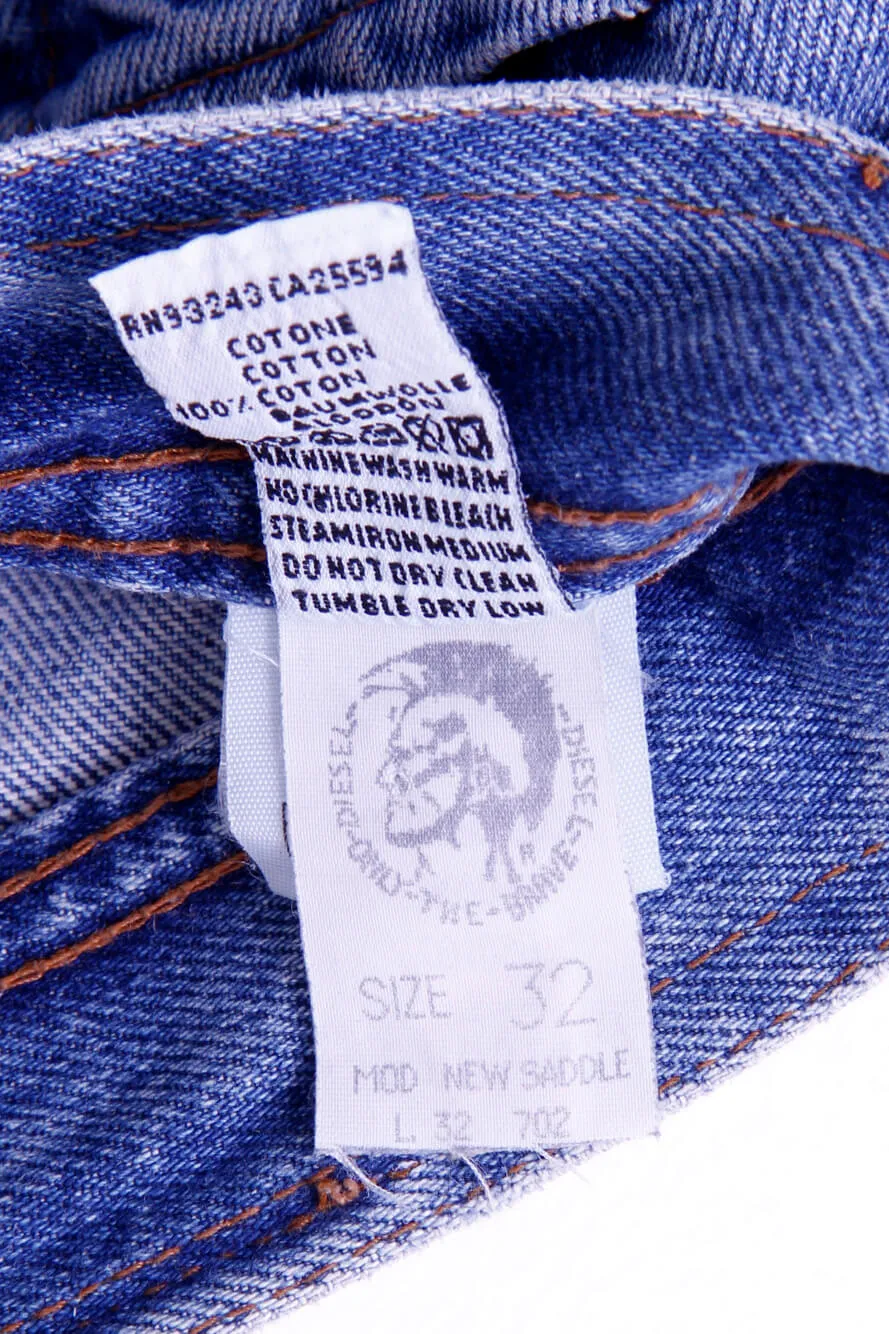 RN93243 CA25594
COTONE
COTTON
100% COTON
BAUMWOLLE
ALGODON
MACHINE WASH WARM
NO CHLORINE BLEACH
STEAM IRON MEDIUM
DO NOT DRY CLEAN
TUMBLE DRY LOW
-DIESEL-ONLY-THE-BRAVE-DIESEL-
SIZE 32
MOD NEW SADDLE
L. 32 702